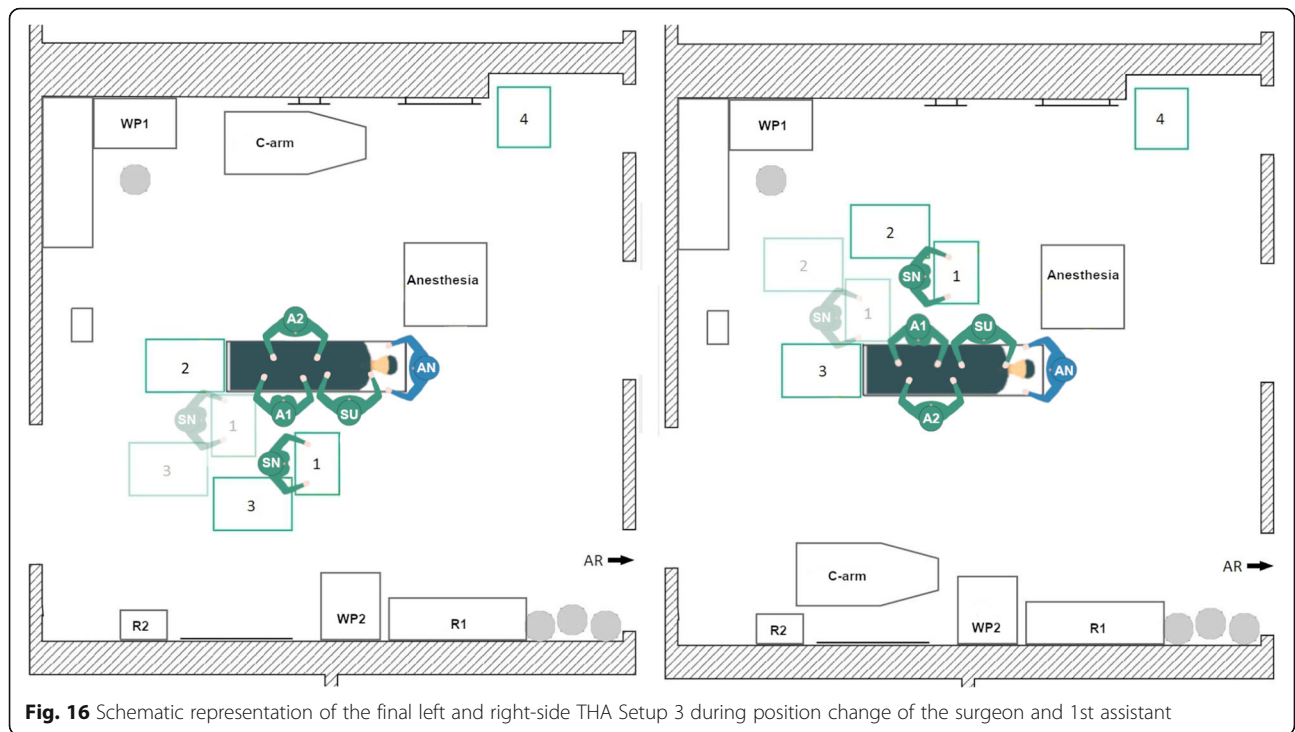 WP1
C-arm
4
Anesthesia
A2
2
AN
A1
SU
SN
1
SN
1
3
3
AR
R2
WP2
R1
WP1
4
2
2
1
SN
Anesthesia
1
SN
A1
SU
3
AN
A2
AR
C-arm
R2
WP2
R1
Fig. 16 Schematic representation of the final left and right-side THA Setup 3 during position change of the surgeon and 1st assistant